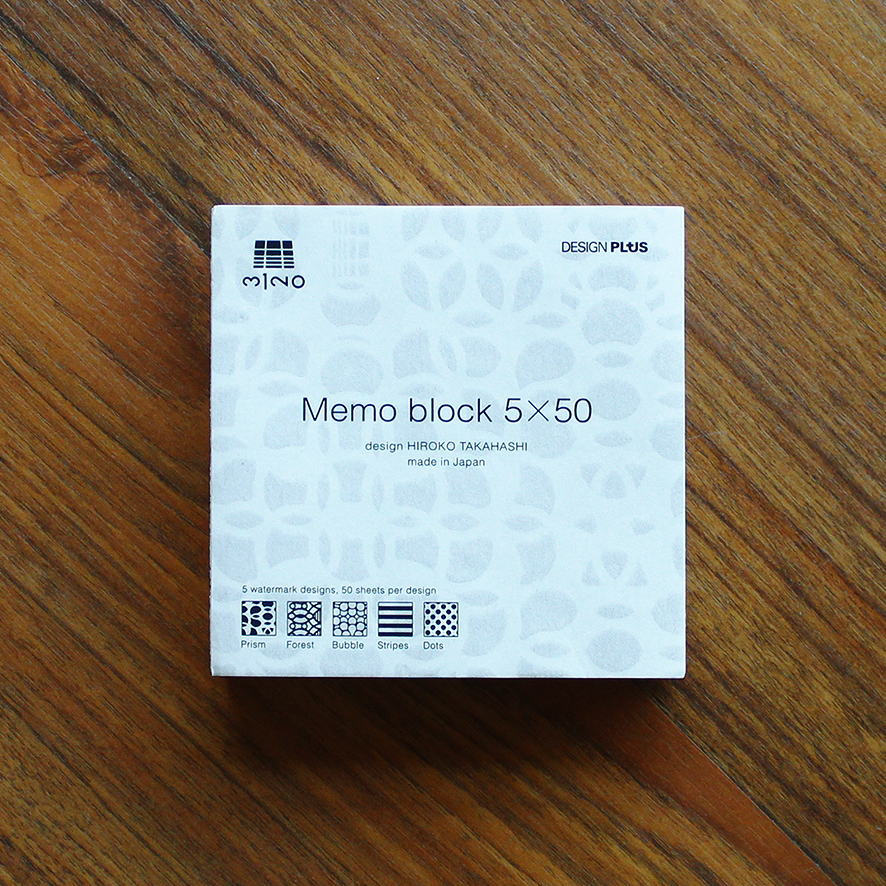 3120
DESIGN PLUS
Memo block 5×50
design HIROKO TAKAHASHI
made in Japan
5 watermark designs, 50 sheets per design
Prism Forest Bubble Stripes Dots